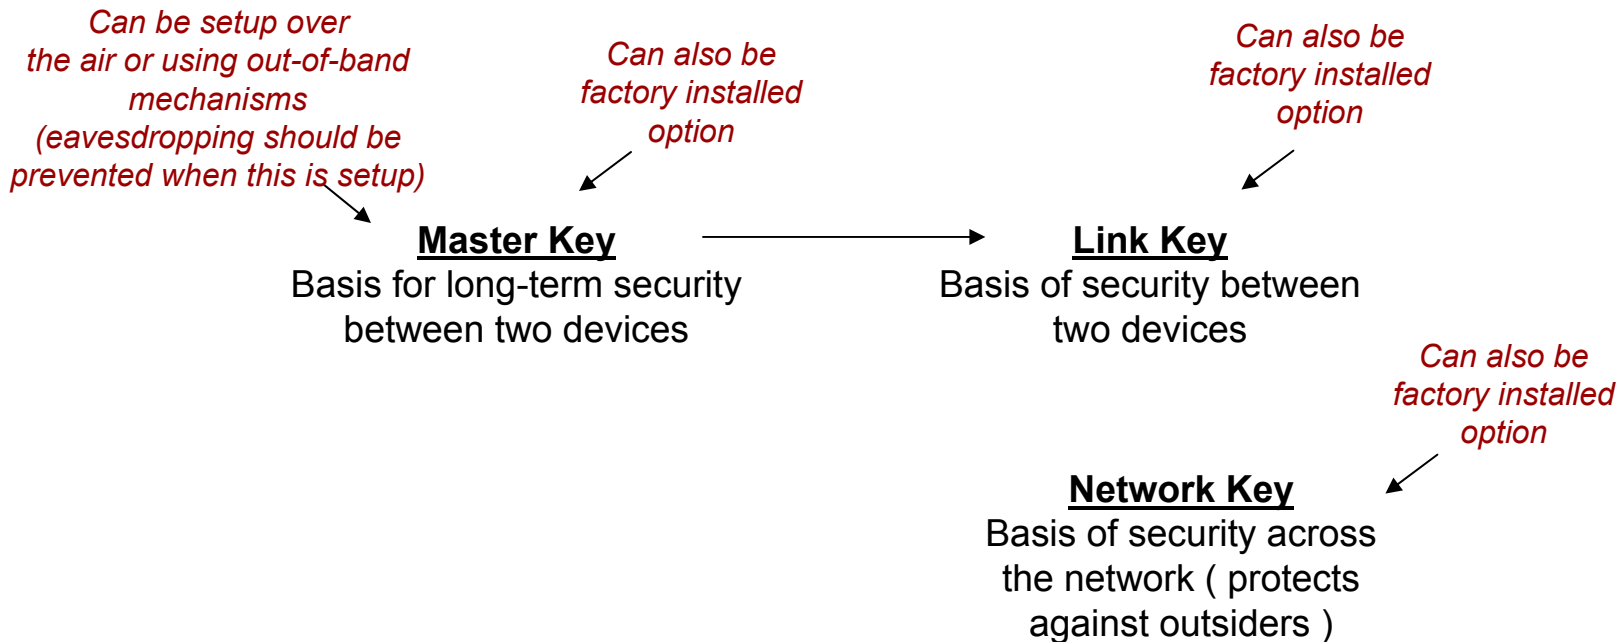 Can be setup over
the air or using out-of-band
mechanisms
(eavesdropping should be
prevented when this is setup)
Can also be
factory installed
option
Can also be
factory installed
option
Master Key
Basis for long-term security
between two devices
Link Key
Basis of security between
two devices
Can also be
factory installed
option
Network Key
Basis of security across
the network ( protects
against outsiders )